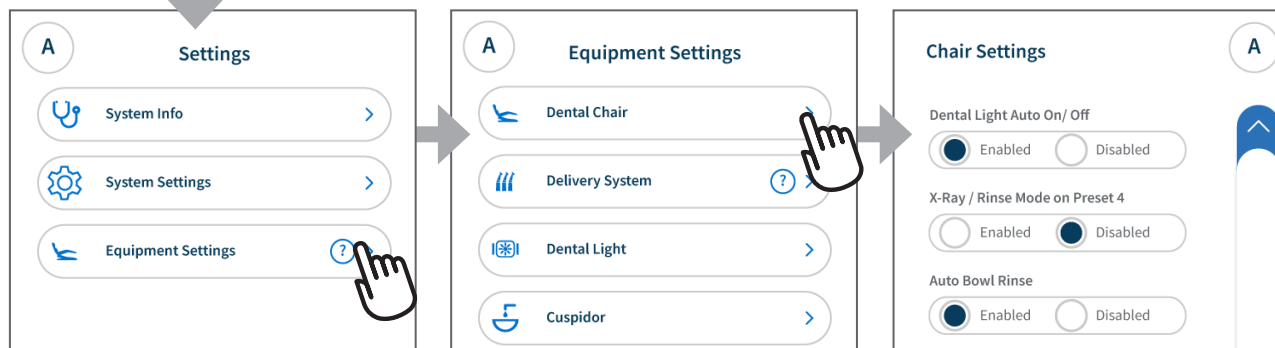 A
Settings
System Info
System Settings
Equipment Settings
?
A
Equipment Settings
Dental Chair
Delivery System
?
Dental Light
Cuspidor
Chair Settings
A
Dental Light Auto On/ Off
Enabled Disabled
X-Ray / Rinse Mode on Preset 4
Enabled Disabled
Auto Bowl Rinse
Enabled Disabled